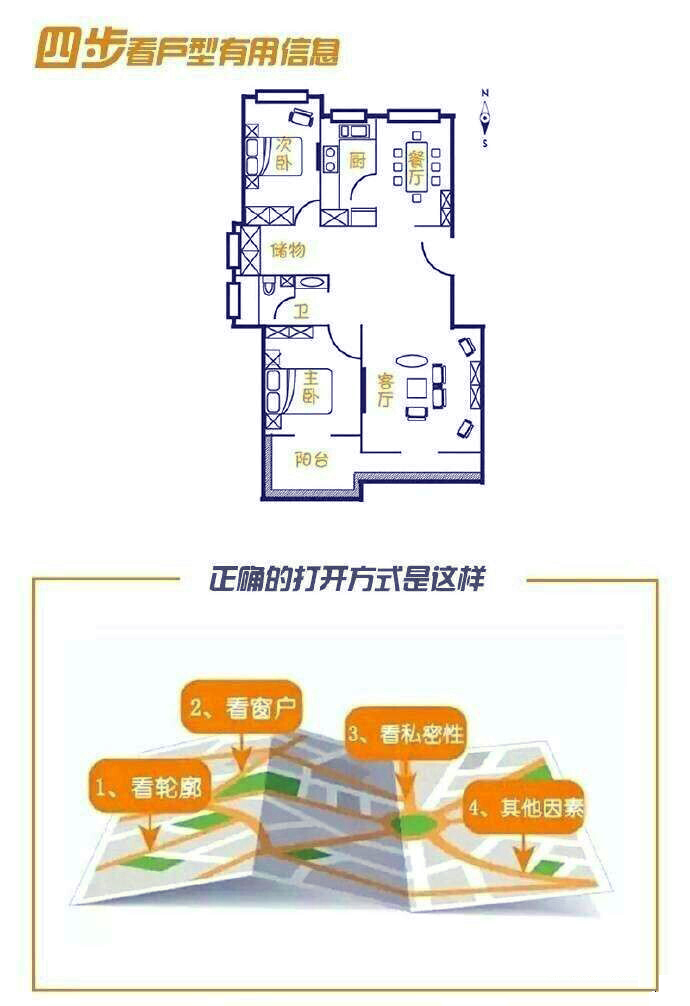 四步看户型有用信息
N
S
次卧
厨
餐厅
储物
卫
主卧
客厅
阳台
正确的打开方式是这样
2、看窗户
3、看私密性
1、看轮廓
4、其他因素